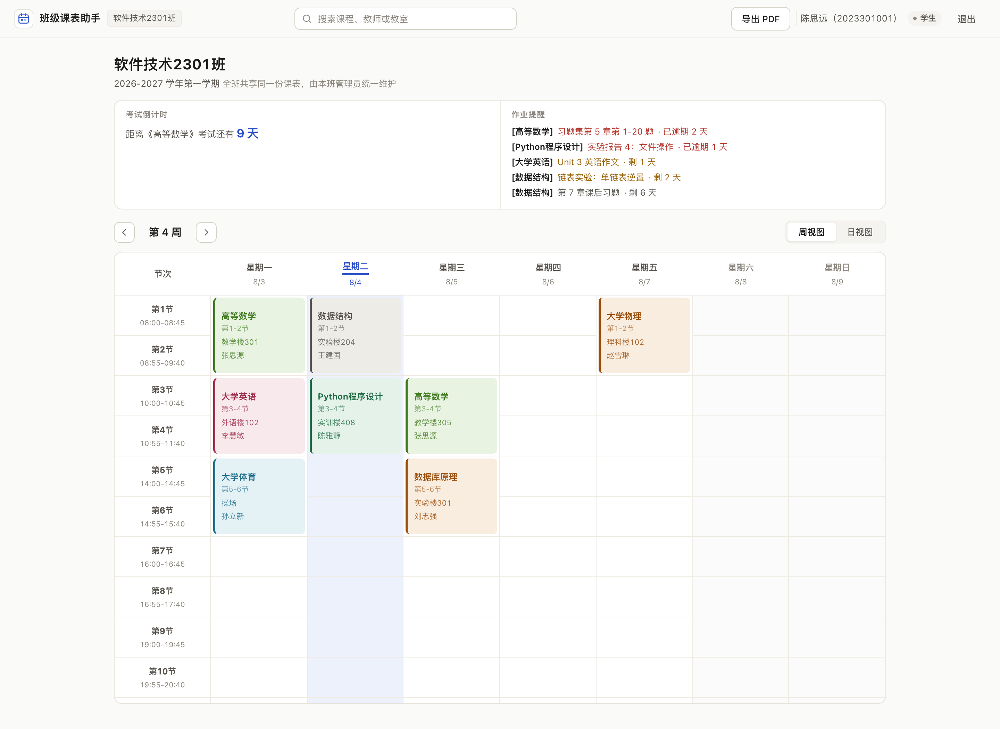 班级课表助手
软件技术2301班
搜索课程、教师或教室
导出 PDF
陈思远（2023301001）
学生
退出
软件技术2301班
2026-2027 学年第一学期 全班共享同一份课表，由本班管理员统一维护
考试倒计时
距离《高等数学》考试还有 9 天
作业提醒
[高等数学] 习题集第 5 章第 1-20 题 · 已逾期 2 天
[Python程序设计] 实验报告 4：文件操作 · 已逾期 1 天
[大学英语] Unit 3 英语作文 · 剩 1 天
[数据结构] 链表实验：单链表逆置 · 剩 2 天
[数据结构] 第 7 章课后习题 · 剩 6 天
第 4 周
周视图
日视图
节次
星期一
8/3
星期二
8/4
星期三
8/5
星期四
8/6
星期五
8/7
星期六
8/8
星期日
8/9
第1节
08:00-08:45
第2节
08:55-09:40
高等数学
第1-2节
教学楼301
张思源
数据结构
第1-2节
实验楼204
王建国
大学物理
第1-2节
理科楼102
赵雪琳
第3节
10:00-10:45
第4节
10:55-11:40
大学英语
第3-4节
外语楼102
李慧敏
Python程序设计
第3-4节
实训楼408
陈雅静
高等数学
第3-4节
教学楼305
张思源
第5节
14:00-14:45
第6节
14:55-15:40
大学体育
第5-6节
操场
孙立新
数据库原理
第5-6节
实验楼301
刘志强
第7节
16:00-16:45
第8节
16:55-17:40
第9节
19:00-19:45
第10节
19:55-20:40